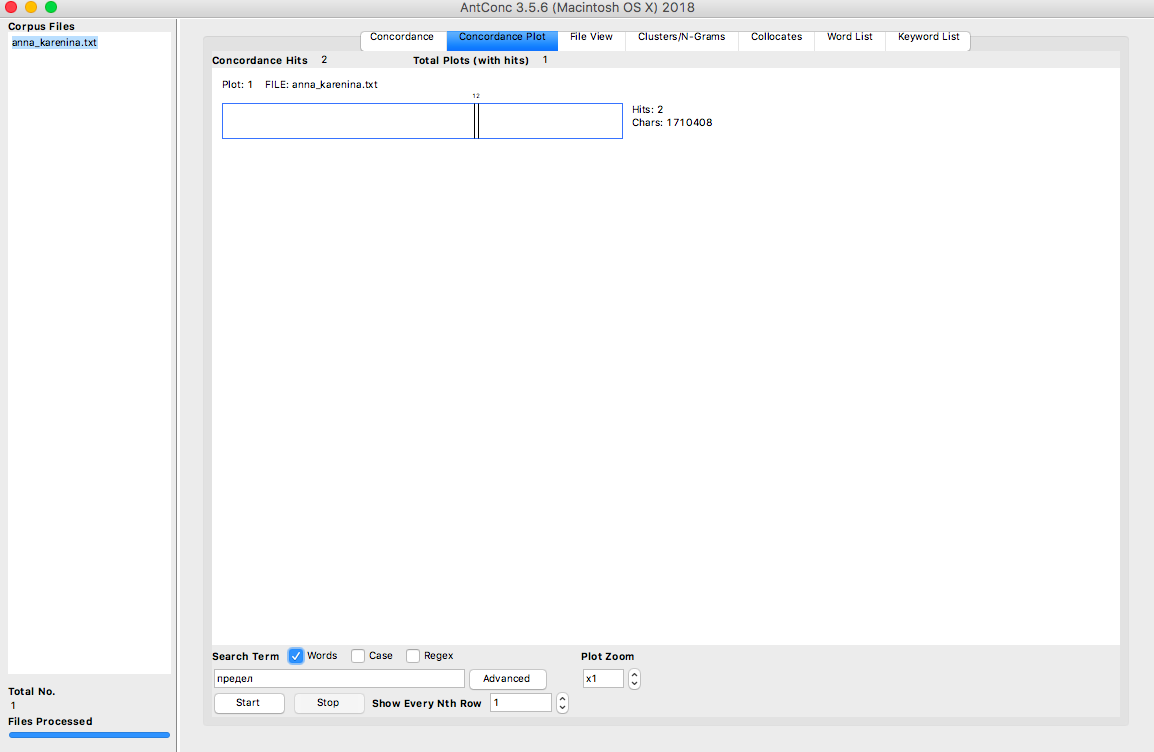 AntConc 3.5.6 (Macintosh OS X) 2018
Corpus Files
anna_karenina.txt
Concordance Concordance Plot File View Clusters/N-Grams Collocates Word List Keyword List
Concordance Hits 2 Total Plots (with hits) 1
Plot: 1 FILE: anna_karenina.txt
12
Hits: 2
Chars: 1710408
Search Term Words Case Regex Plot Zoom
предел Advanced x1
Start Stop Show Every Nth Row 1
Total No.
1
Files Processed